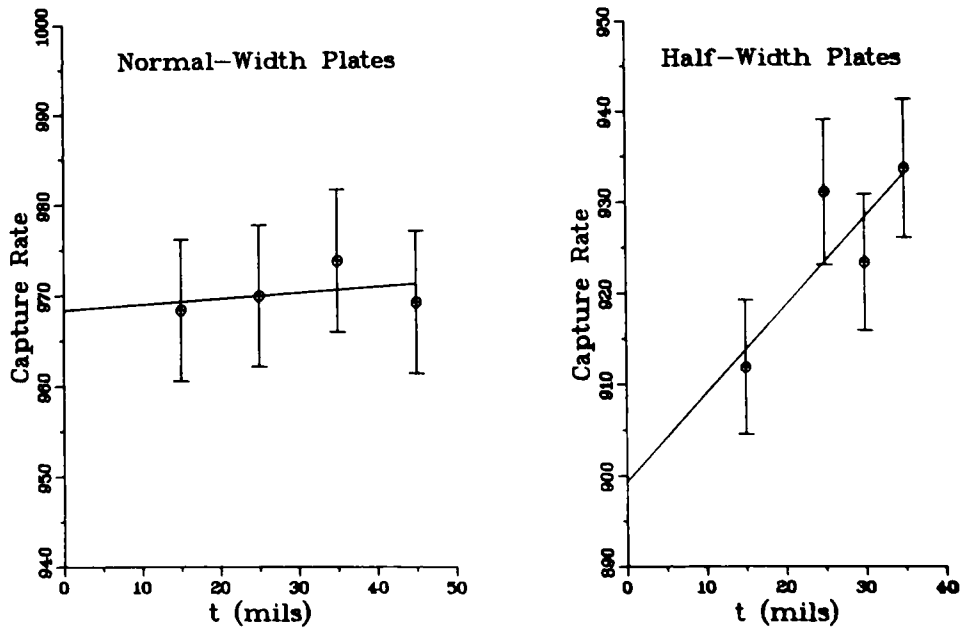 Normal-Width Plates
Capture Rate
1000
990
980
970
960
950
940
0 10 20 30 40 50
t (mils)
Half-Width Plates
Capture Rate
950
940
930
920
910
900
890
0 10 20 30 40
t (mils)